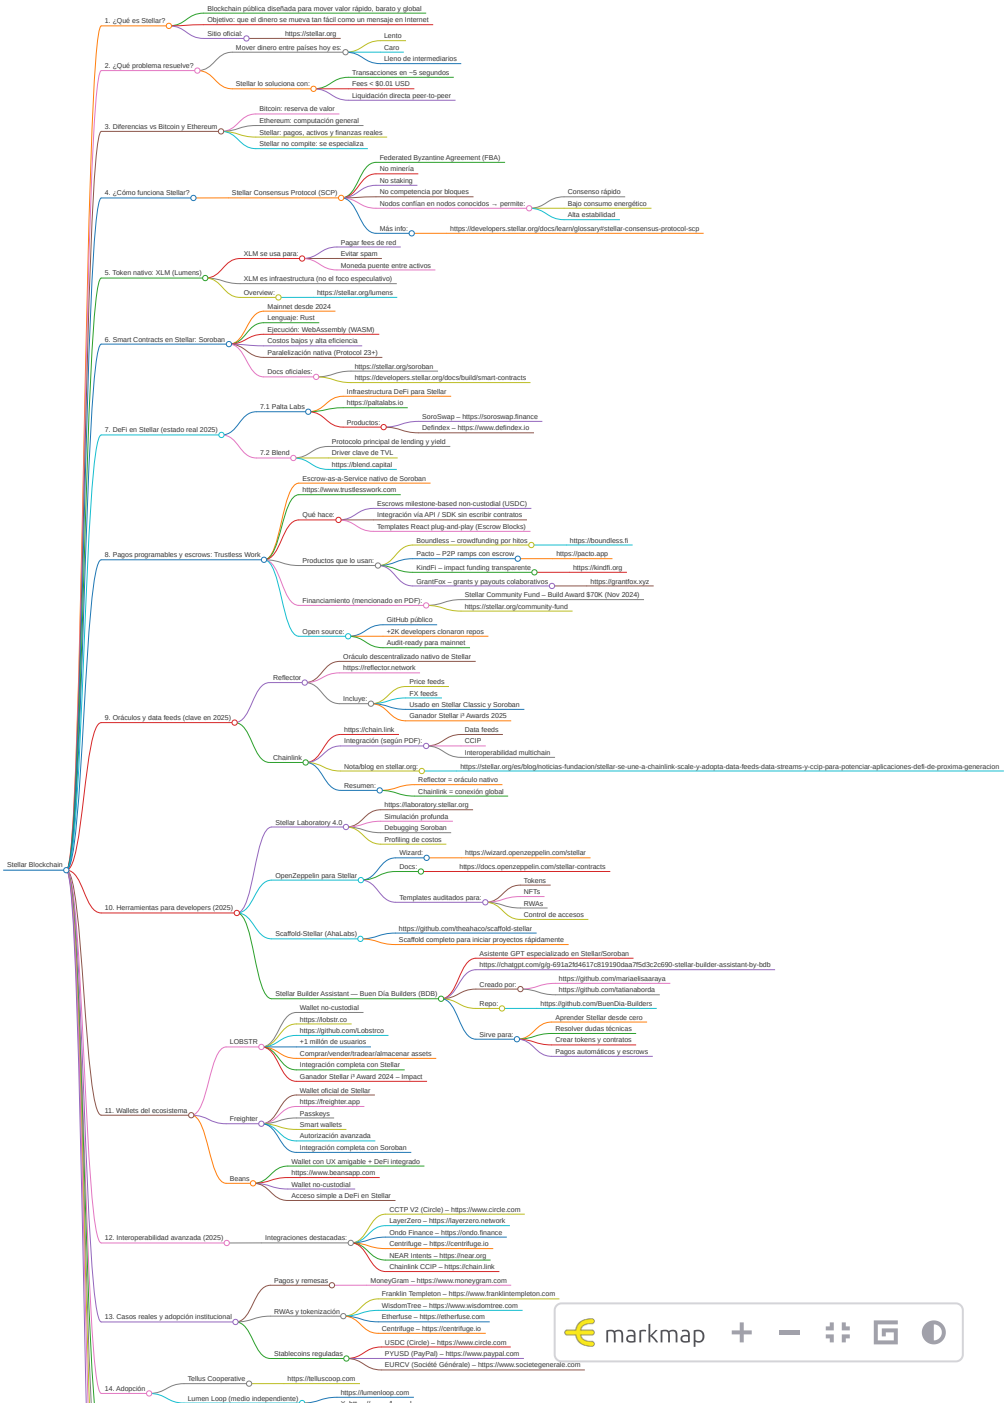 Stellar Blockchain
1. ¿Qué es Stellar?
Blockchain pública diseñada para mover valor rápido, barato y global
Objetivo: que el dinero se mueva tan fácil como un mensaje en Internet
Sitio oficial:
https://stellar.org
2. ¿Qué problema resuelve?
Mover dinero entre países hoy es:
Lento
Caro
Lleno de intermediarios
Stellar lo soluciona con:
Transacciones en ~5 segundos
Fees < $0.01 USD
Liquidación directa peer-to-peer
3. Diferencias vs Bitcoin y Ethereum
Bitcoin: reserva de valor
Ethereum: computación general
Stellar: pagos, activos y finanzas reales
Stellar no compite: se especializa
4. ¿Cómo funciona Stellar?
Stellar Consensus Protocol (SCP)
Federated Byzantine Agreement (FBA)
No minería
No staking
No competencia por bloques
Nodos confían en nodos conocidos → permite:
Consenso rápido
Bajo consumo energético
Alta estabilidad
Más info:
https://developers.stellar.org/docs/learn/glossary#stellar-consensus-protocol-scp
5. Token nativo: XLM (Lumens)
XLM se usa para:
Pagar fees de red
Evitar spam
Moneda puente entre activos
XLM es infraestructura (no el foco especulativo)
Overview:
https://stellar.org/lumens
6. Smart Contracts en Stellar: Soroban
Mainnet desde 2024
Lenguaje: Rust
Ejecución: WebAssembly (WASM)
Costos bajos y alta eficiencia
Paralelización nativa (Protocol 23+)
Docs oficiales:
https://stellar.org/soroban
https://developers.stellar.org/docs/build/smart-contracts
7. DeFi en Stellar (estado real 2025)
7.1 Palta Labs
Infraestructura DeFi para Stellar
https://paltalabs.io
Productos:
SoroSwap – https://soroswap.finance
Defindex – https://www.defindex.io
7.2 Blend
Protocolo principal de lending y yield
Driver clave de TVL
https://blend.capital
8. Pagos programables y escrows: Trustless Work
Escrow-as-a-Service nativo de Soroban
https://www.trustlesswork.com
Qué hace:
Escrows milestone-based non-custodial (USDC)
Integración vía API / SDK sin escribir contratos
Templates React plug-and-play (Escrow Blocks)
Productos que lo usan:
Boundless – crowdfunding por hitos
https://boundless.fi
Pacto – P2P ramps con escrow
https://pacto.app
KindFi – impact funding transparente
https://kindfi.org
GrantFox – grants y payouts colaborativos
https://grantfox.xyz
Financiamiento (mencionado en PDF):
Stellar Community Fund – Build Award $70K (Nov 2024)
https://stellar.org/community-fund
Open source:
GitHub público
+2K developers clonaron repos
Audit-ready para mainnet
9. Oráculos y data feeds (clave en 2025)
Reflector
Oráculo descentralizado nativo de Stellar
https://reflector.network
Incluye:
Price feeds
FX feeds
Usado en Stellar Classic y Soroban
Ganador Stellar i³ Awards 2025
Chainlink
https://chain.link
Integración (según PDF):
Data feeds
CCIP
Interoperabilidad multichain
Nota/blog en stellar.org:
https://stellar.org/es/blog/noticias-fundacion/stellar-se-une-a-chainlink-scale-y-adopta-data-feeds-data-streams-y-ccip-para-potenciar-aplicaciones-defi-de-proxima-generacion
Resumen:
Reflector = oráculo nativo
Chainlink = conexión global
10. Herramientas para developers (2025)
Stellar Laboratory 4.0
https://laboratory.stellar.org
Simulación profunda
Debugging Soroban
Profiling de costos
OpenZeppelin para Stellar
Wizard:
https://wizard.openzeppelin.com/stellar
Docs:
https://docs.openzeppelin.com/stellar-contracts
Templates auditados para:
Tokens
NFTs
RWAs
Control de accesos
Scaffold-Stellar (AhaLabs)
https://github.com/theahaco/scaffold-stellar
Scaffold completo para iniciar proyectos rápidamente
Stellar Builder Assistant — Buen Día Builders (BDB)
Asistente GPT especializado en Stellar/Soroban
https://chatgpt.com/g/g-691a2fd4617c819190daa7f5d3c2c690-stellar-builder-assistant-by-bdb
Creado por:
https://github.com/mariaelisaaraya
https://github.com/tatianaborda
Repo:
https://github.com/BuenDia-Builders
Sirve para:
Aprender Stellar desde cero
Resolver dudas técnicas
Crear tokens y contratos
Pagos automáticos y escrows
11. Wallets del ecosistema
LOBSTR
Wallet no-custodial
https://lobstr.co
https://github.com/Lobstrco
+1 millón de usuarios
Comprar/vender/tradear/almacenar assets
Integración completa con Stellar
Ganador Stellar i³ Award 2024 – Impact
Freighter
Wallet oficial de Stellar
https://freighter.app
Passkeys
Smart wallets
Autorización avanzada
Integración completa con Soroban
Beans
Wallet con UX amigable + DeFi integrado
https://www.beansapp.com
Wallet no-custodial
Acceso simple a DeFi en Stellar
12. Interoperabilidad avanzada (2025)
Integraciones destacadas:
CCTP V2 (Circle) – https://www.circle.com
LayerZero – https://layerzero.network
Ondo Finance – https://ondo.finance
Centrifuge – https://centrifuge.io
NEAR Intents – https://near.org
Chainlink CCIP – https://chain.link
13. Casos reales y adopción institucional
Pagos y remesas
MoneyGram – https://www.moneygram.com
RWAs y tokenización
Franklin Templeton – https://www.franklintempleton.com
WisdomTree – https://www.wisdomtree.com
Etherfuse – https://etherfuse.com
Centrifuge – https://centrifuge.io
Stablecoins reguladas
USDC (Circle) – https://www.circle.com
PYUSD (PayPal) – https://www.paypal.com
EURCV (Société Générale) – https://www.societegenerale.com
14. Adopción
Tellus Cooperative
https://telluscoop.com
Lumen Loop (medio independiente)
https://lumenloop.com
markmap